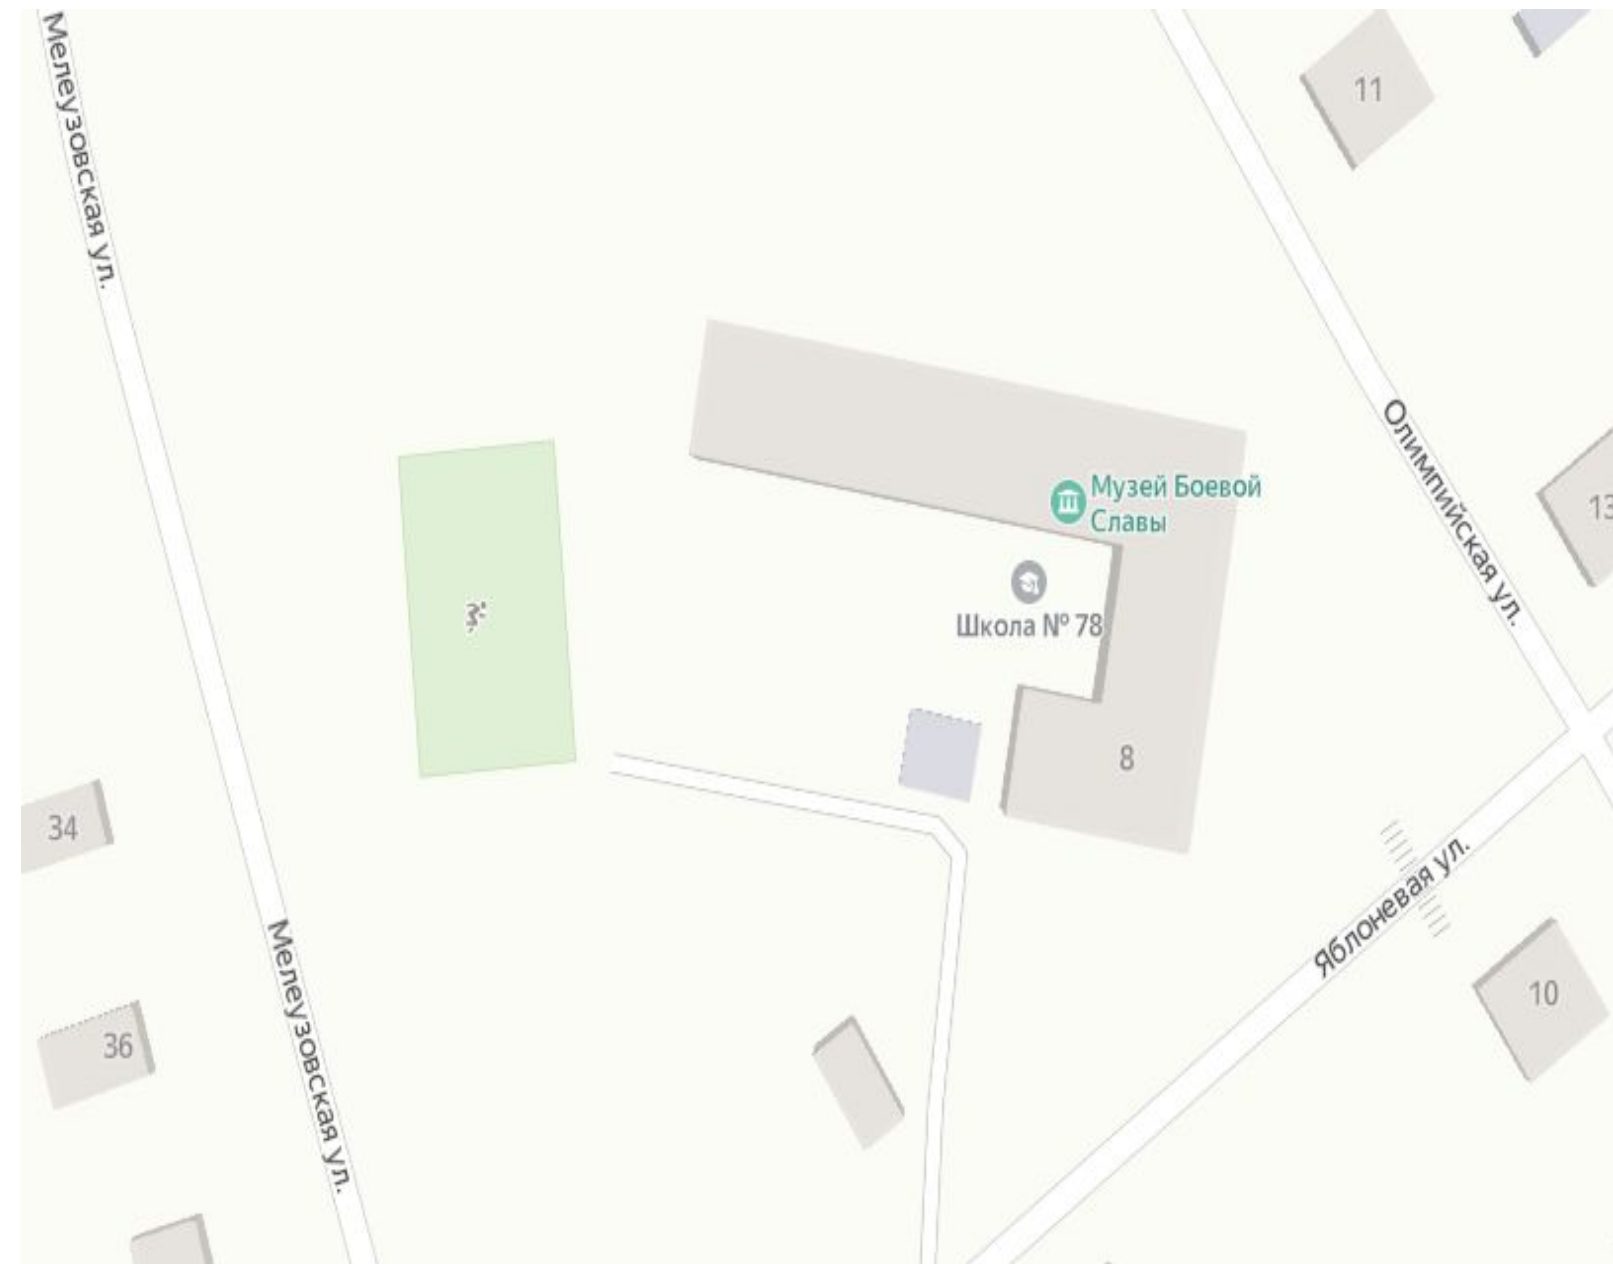 Мелеузовская ул.
11
Олимпийская ул.
Музей Боевой
Славы
13
Школа № 78
8
34
Яблоневая ул.
Мелеузовская ул.
10
36